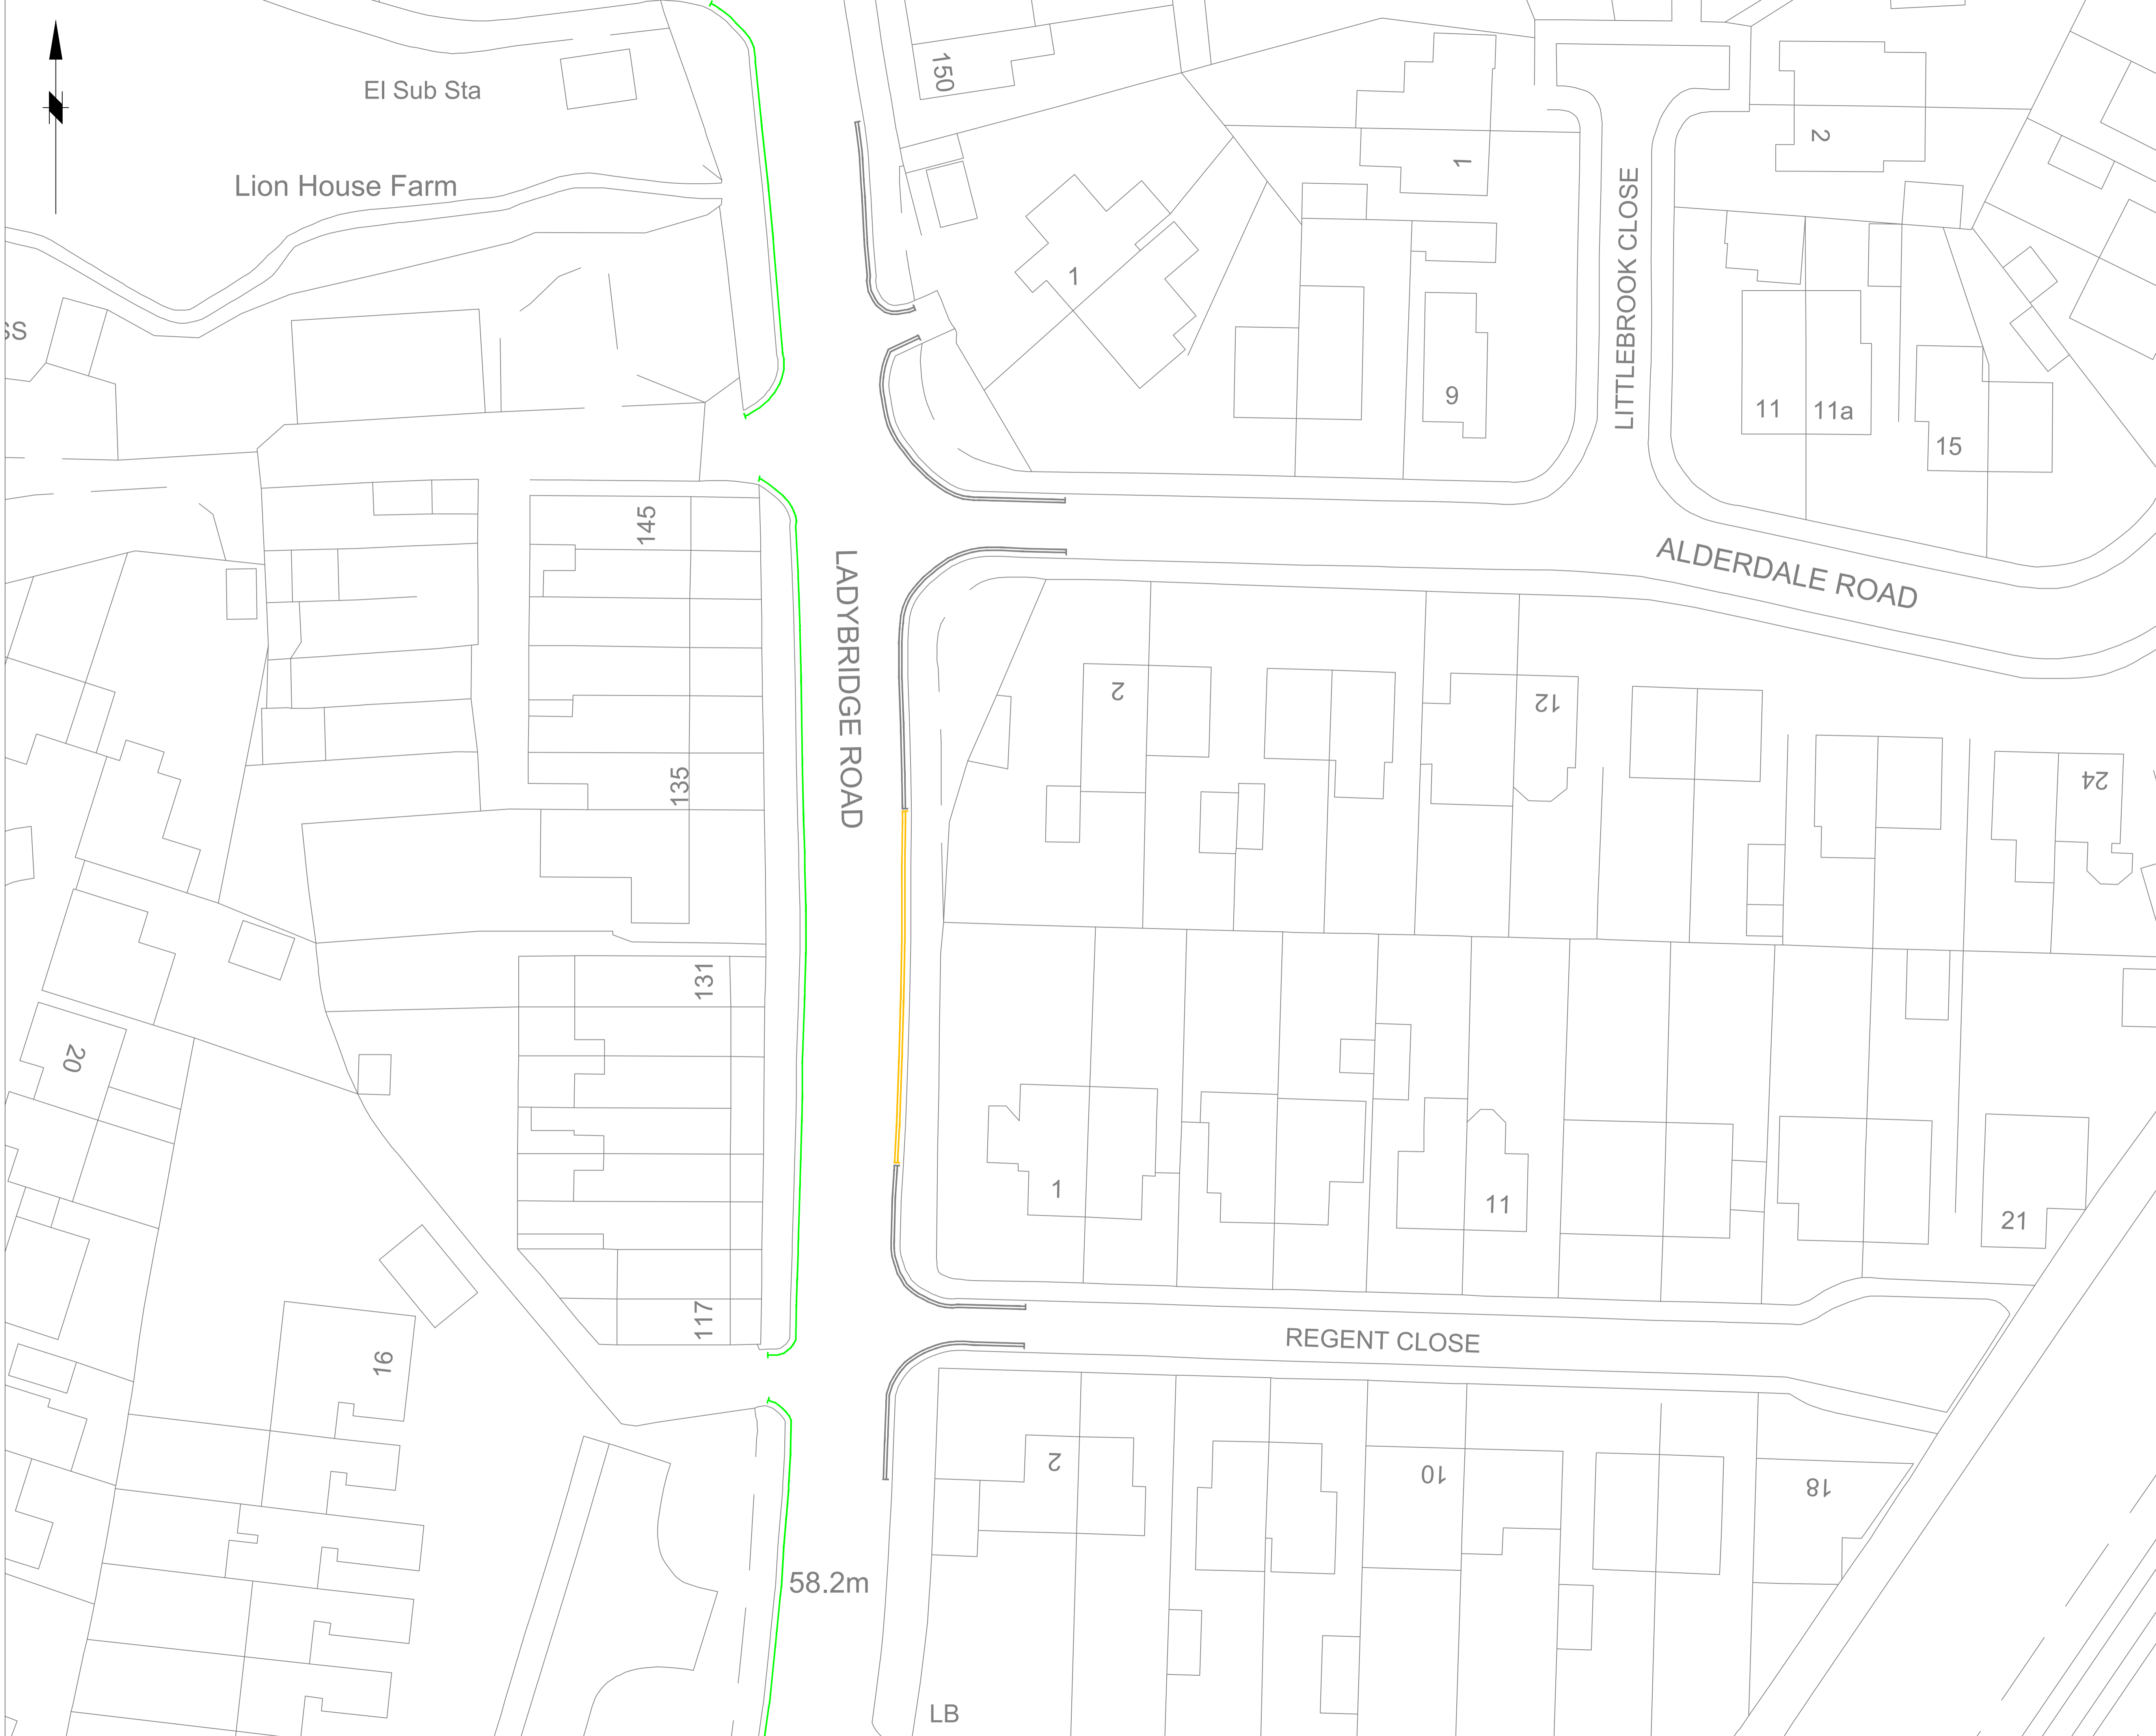 150
El Sub Sta
Lion House Farm
1
2
1
LITTLEBROOK CLOSE
SS
9
11
11a
15
145
ALDERDALE ROAD
LADYBRIDGE ROAD
2
12
135
24
131
20
1
11
21
117
REGENT CLOSE
16
2
10
18
58.2m
LB